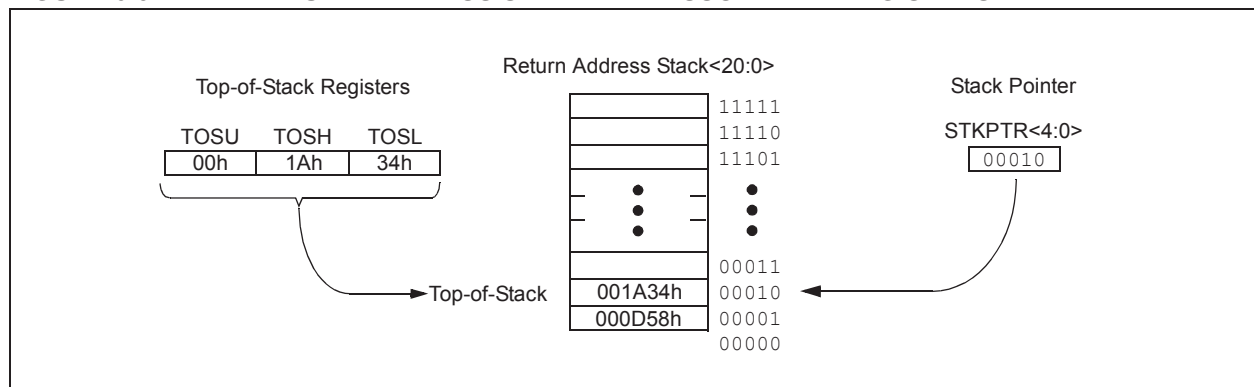 Return Address Stack<20:0>
Top-of-Stack Registers
Stack Pointer
TOSU TOSH TOSL
STKPTR<4:0>
00h 1Ah 34h
00010
11111
11110
11101
00011
Top-of-Stack 001A34h 00010
000D58h 00001
00000